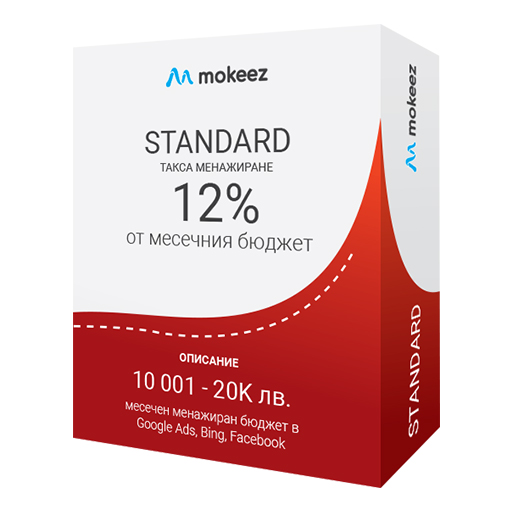 mokeez
STANDARD
ТАКСА МЕНАЖИРАНЕ
12%
от месечния бюджет
ОПИСАНИЕ
10 001 - 20K лв.
месечен менажиран бюджет в
Google Ads, Bing, Facebook
mokeez
STANDARD